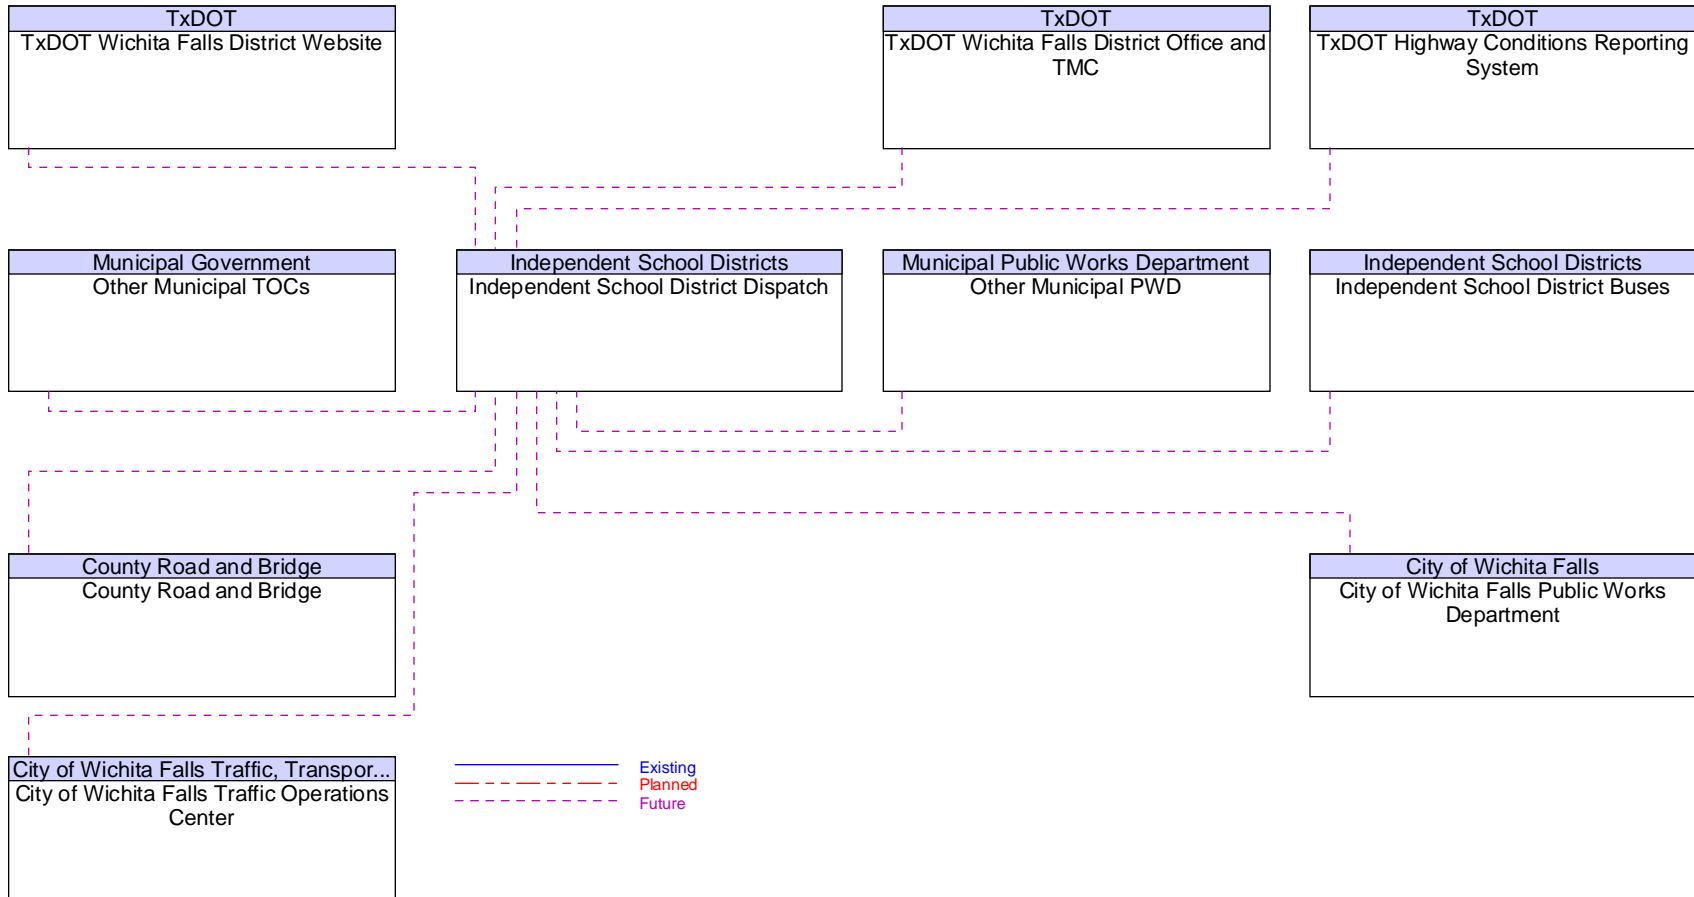 TxDOT
TxDOT Wichita Falls District Website
TxDOT
TxDOT Wichita Falls District Office and
TMC
TxDOT
TxDOT Highway Conditions Reporting
System
Municipal Government
Other Municipal TOCs
Independent School Districts
Independent School District Dispatch
Municipal Public Works Department
Other Municipal PWD
Independent School Districts
Independent School District Buses
County Road and Bridge
County Road and Bridge
City of Wichita Falls
City of Wichita Falls Public Works
Department
City of Wichita Falls Traffic, Transpor...
City of Wichita Falls Traffic Operations
Center
Existing
Planned
Future